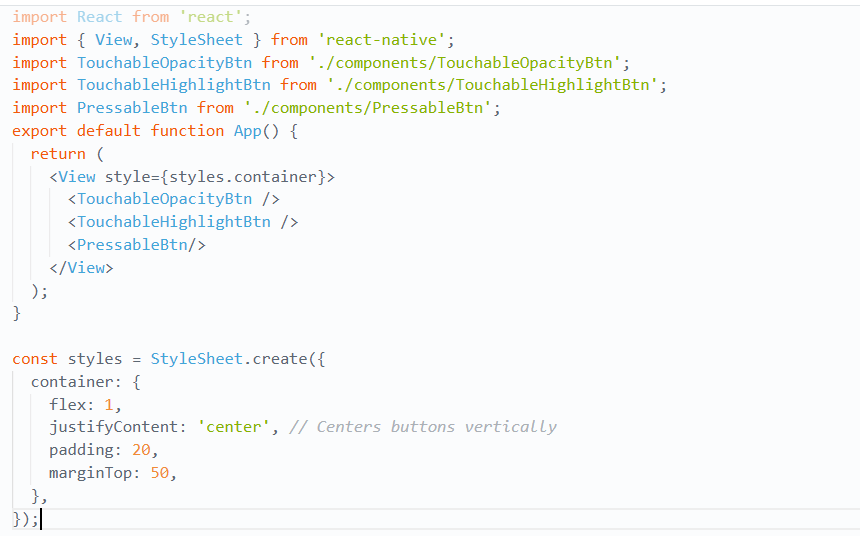 import React from 'react';
import { View, StyleSheet } from 'react-native';
import TouchableOpacityBtn from './components/TouchableOpacityBtn';
import TouchableHighlightBtn from './components/TouchableHighlightBtn';
import PressableBtn from './components/PressableBtn';
export default function App() {
  return (
    <View style={styles.container}>
      <TouchableOpacityBtn />
      <TouchableHighlightBtn />
      <PressableBtn/>
    </View>
  );
}

const styles = StyleSheet.create({
  container: {
    flex: 1,
    justifyContent: 'center', // Centers buttons vertically
    padding: 20,
    marginTop: 50,
  },
});